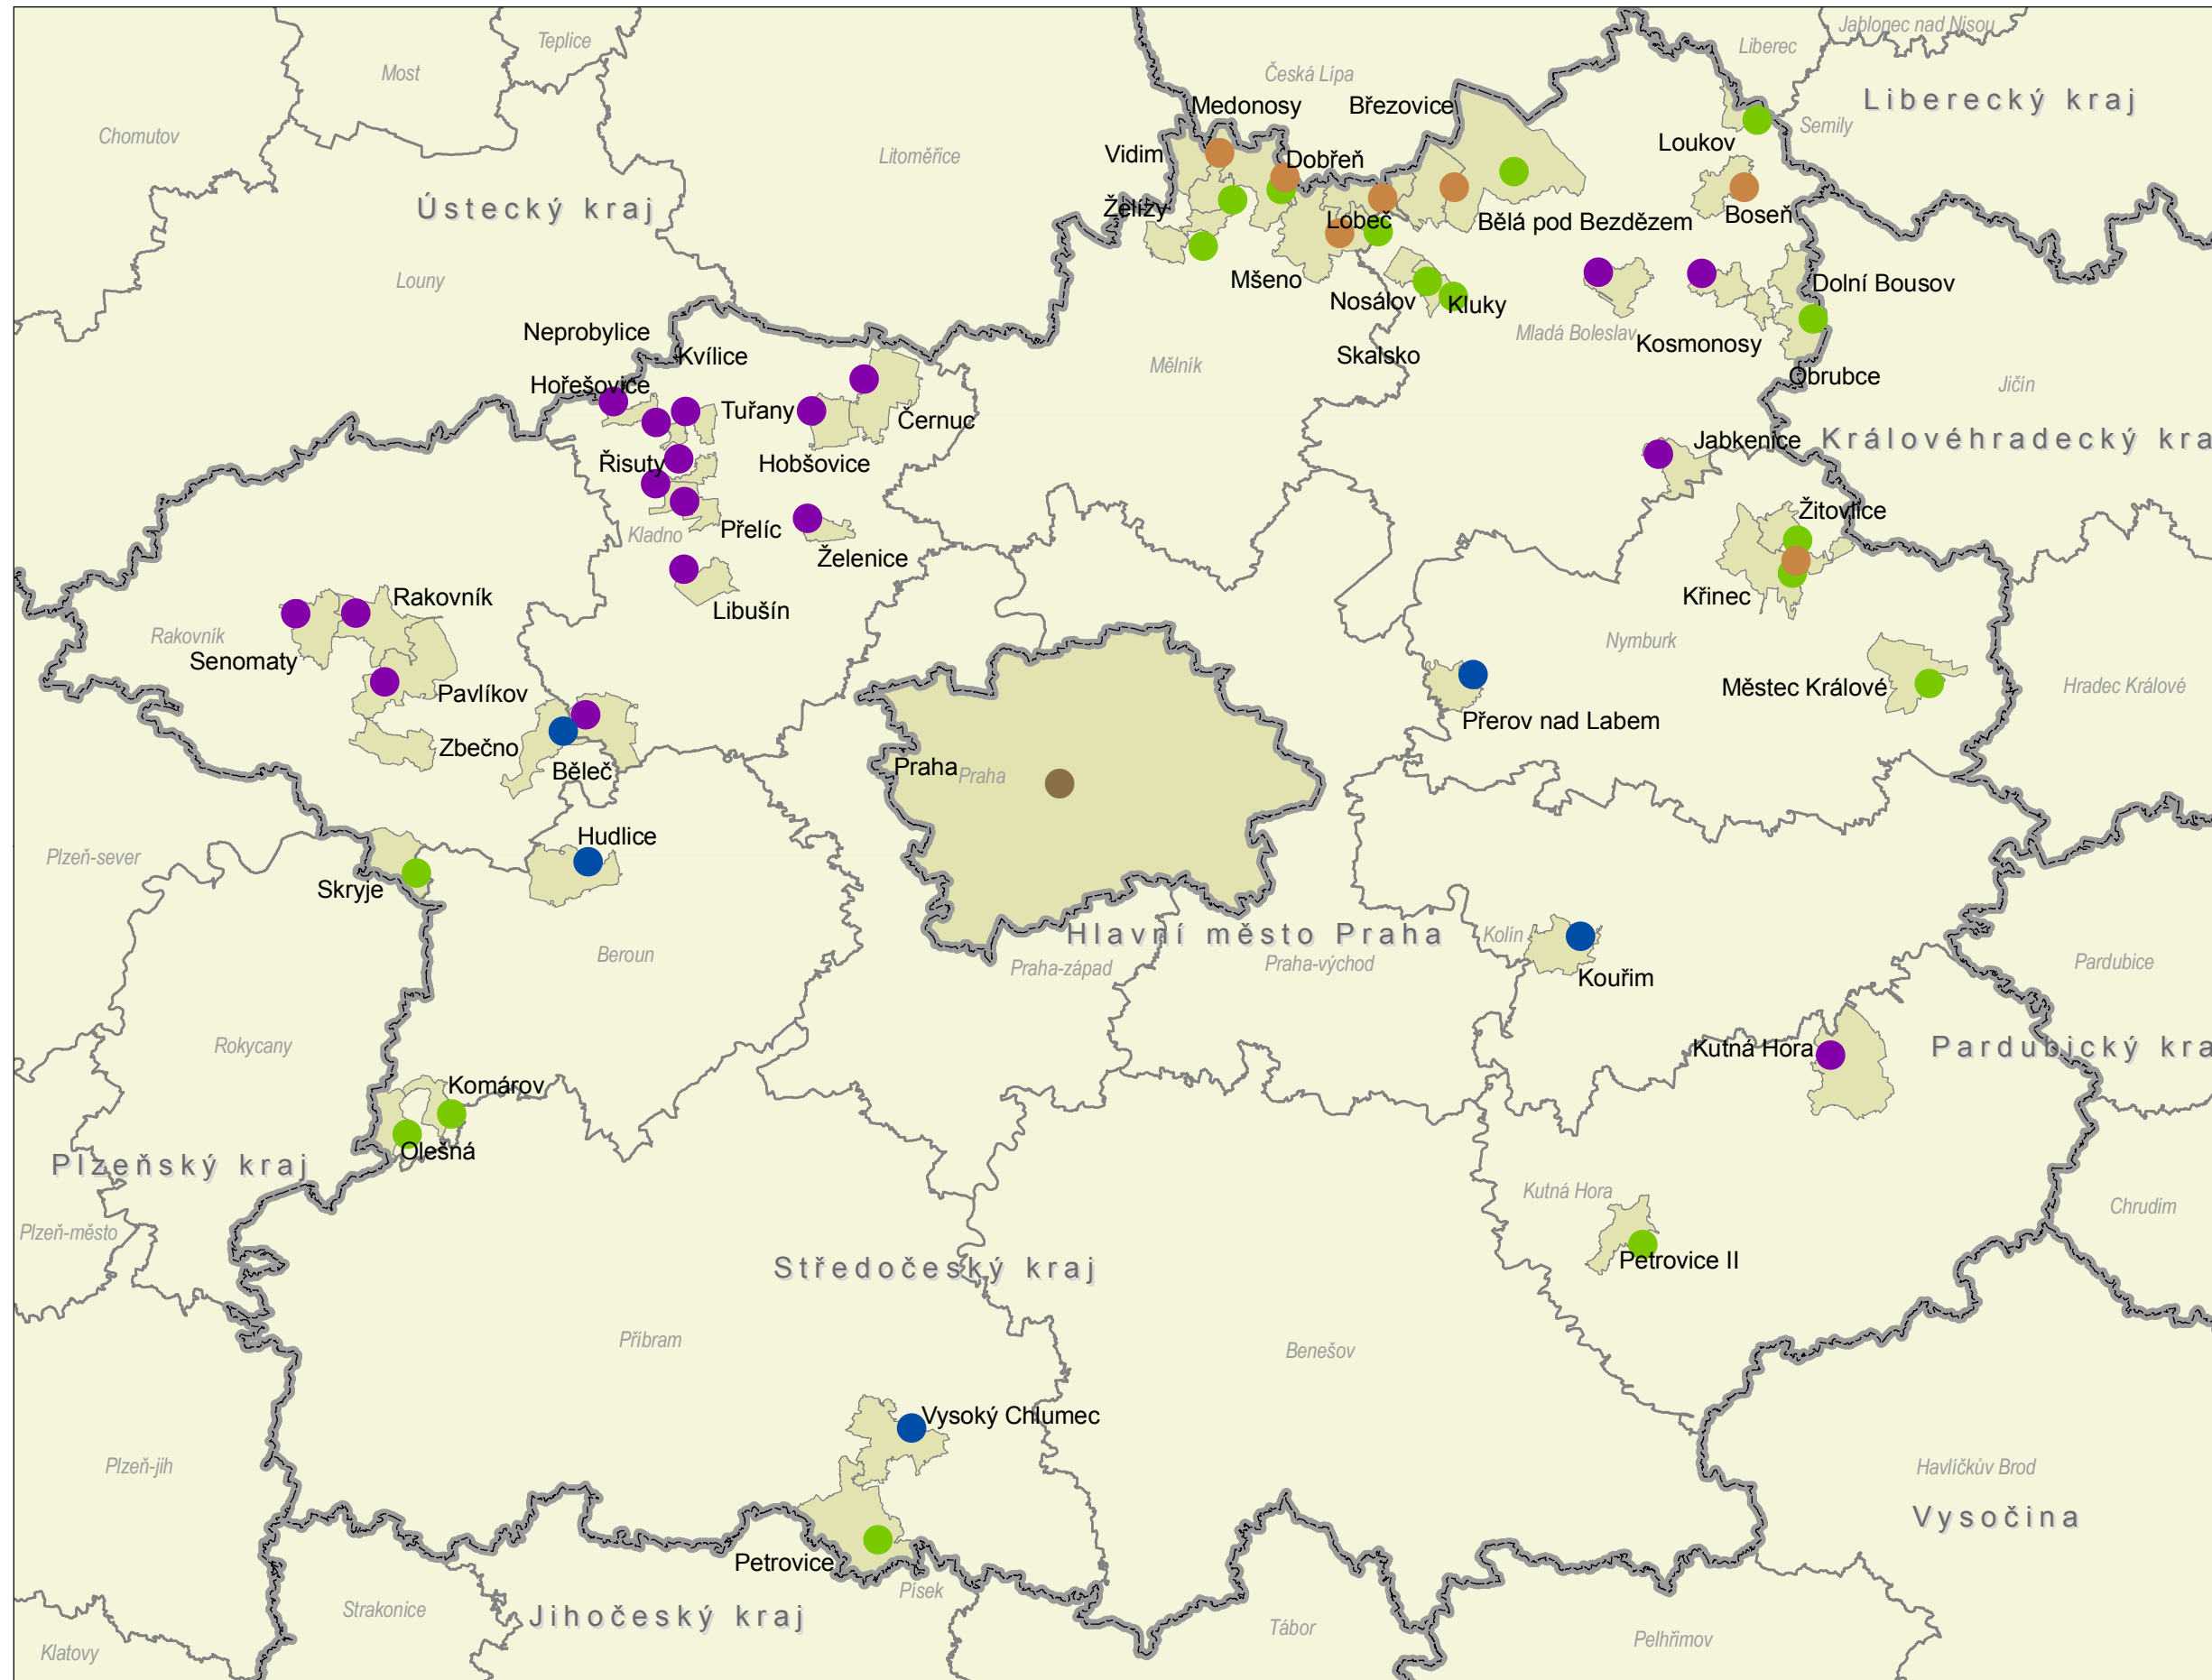 Teplice
Most
Chomutov
Litoměřice
Ústecký kraj
Louny
Česká Lípa
Liberec
Jablonec nad Nisou
Liberecký kraj
Semily
Medonosy
Březovice
Vidim
Dobřeň
Želízy
Lobeč
Bělá pod Bezdězem
Loukov
Boseň
Mšeno
Nosálov
Kluky
Dolní Bousov
Mladá Boleslav
Kosmonosy
Skalsko
Mělník
Obrubce
Jičín
Neprobylice
Kvílice
Hořešovice
Tuřany
Černuc
Řisuty
Hobšovice
Jabkenice
Královéhradecký kra
Kladno
Přelíc
Želenice
Libušín
Žitovlice
Křinec
Rakovník
Rakovník
Senomaty
Pavlíkov
Zbečno
Běleč
Nymburk
Městec Králové
Hradec Králové
Přerov nad Labem
Praha
Praha
Hudlice
Plzeň-sever
Skryje
Hlavní město Praha
Praha-západ
Praha-východ
Kolín
Kouřim
Beroun
Pardubice
Rokycany
Kutná Hora
Pardubický kra
Komárov
Olešná
Plzeňský kraj
Plzeň-město
Kutná Hora
Petrovice II
Chrudim
Středočeský kraj
Příbram
Benešov
Vysoký Chlumec
Plzeň-jih
Havlíčkův Brod
Vysočina
Petrovice
Písek
Strakonice
Jihočeský kraj
Tábor
Pelhřimov
Klatovy